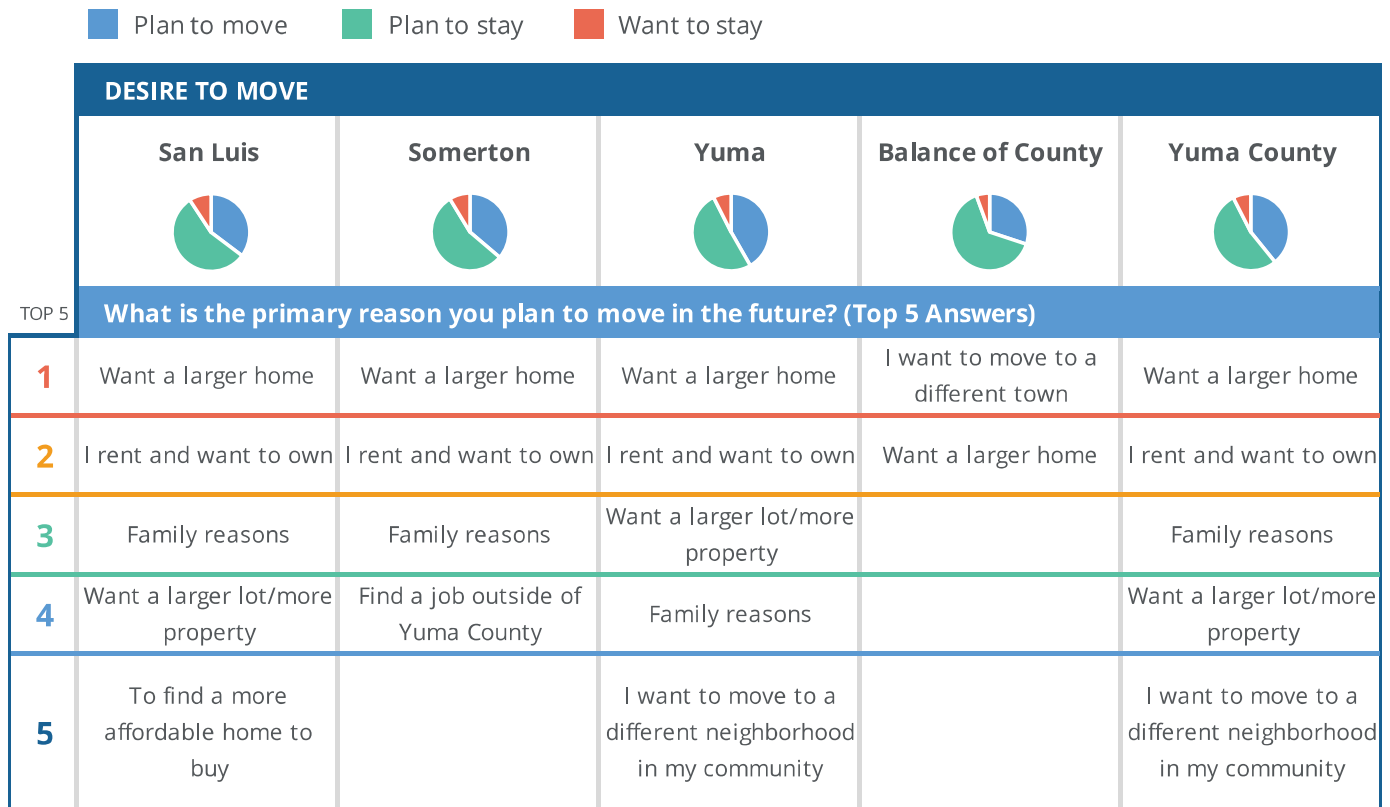 Plan to move
Plan to stay
Want to stay
DESIRE TO MOVE
San Luis
Somerton
Yuma
Balance of County
Yuma County
TOP 5
What is the primary reason you plan to move in the future? (Top 5 Answers)
1
Want a larger home
Want a larger home
Want a larger home
I want to move to a
different town
Want a larger home
2
I rent and want to own
I rent and want to own
I rent and want to own
Want a larger home
I rent and want to own
3
Family reasons
Family reasons
Want a larger lot/more
property
Family reasons
4
Want a larger lot/more
property
Find a job outside of
Yuma County
Family reasons
Want a larger lot/more
property
5
To find a more
affordable home to
buy
I want to move to a
different neighborhood
in my community
I want to move to a
different neighborhood
in my community